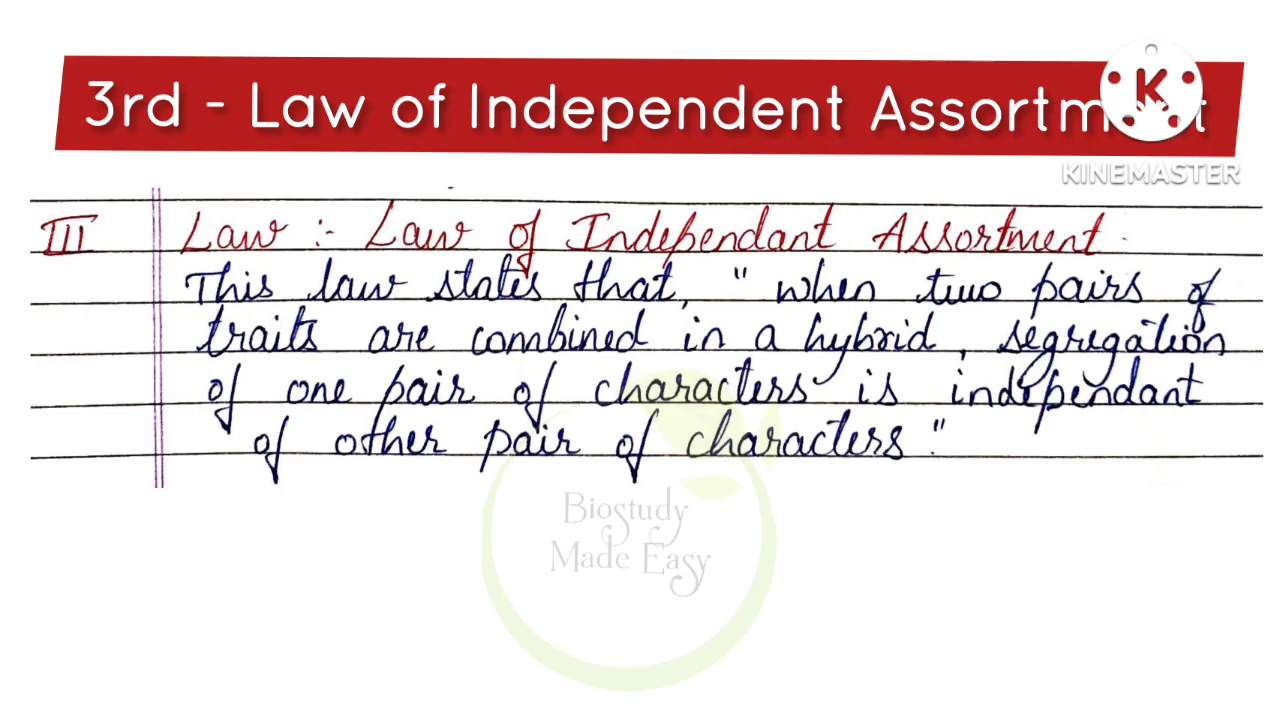 3rd - Law of Independent Assortment
K
KINEMASTER
III Law :- Law of Independant Assortment.
This law states that, " when two pairs of
traits are combined in a hybrid, segregation
of one pair of characters is independant
of other pair of characters "
Biostudy
Made Easy